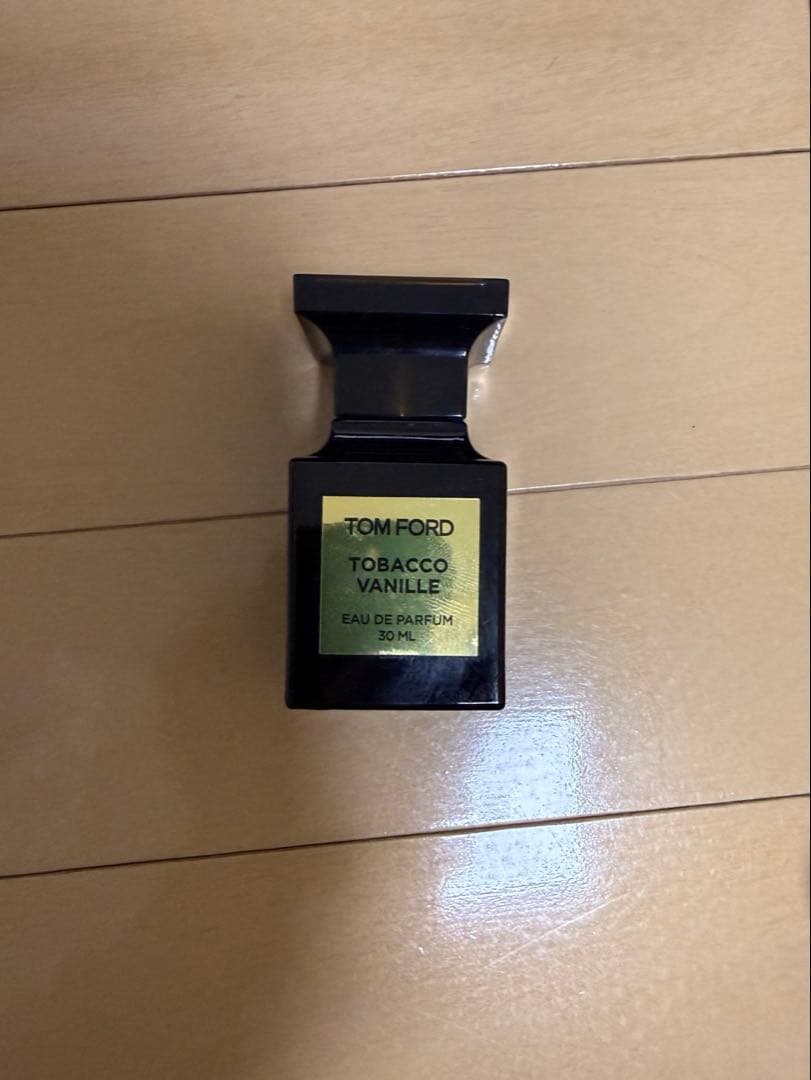 TOM FORD
TOBACCO
VANILLE
EAU DE PARFUM
30 ML